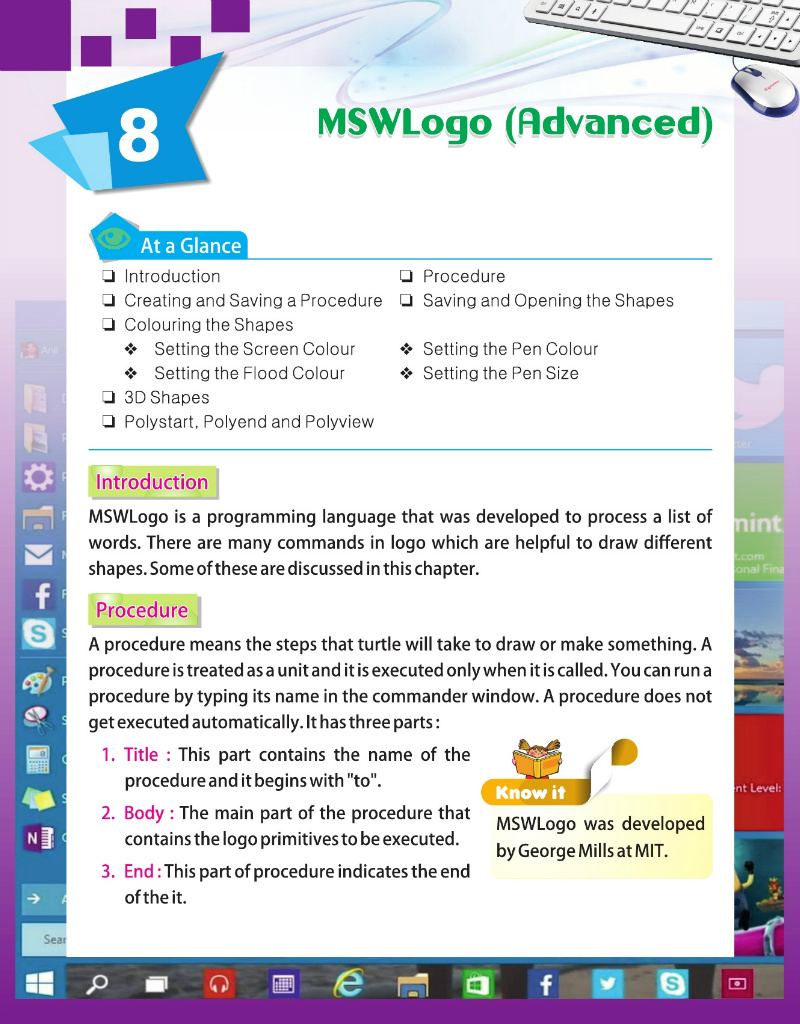 8
MSWLogo (Advanced)
At a Glance
❑ Introduction
❑ Procedure
❑ Creating and Saving a Procedure
❑ Saving and Opening the Shapes
❑ Colouring the Shapes
❖ Setting the Screen Colour
❖ Setting the Pen Colour
❖ Setting the Flood Colour
❖ Setting the Pen Size
❑ 3D Shapes
❑ Polystart, Polyend and Polyview
Introduction
MSWLogo is a programming language that was developed to process a list of
words. There are many commands in logo which are helpful to draw different
shapes. Some of these are discussed in this chapter.
Procedure
A procedure means the steps that turtle will take to draw or make something. A
procedure is treated as a unit and it is executed only when it is called. You can run a
procedure by typing its name in the commander window. A procedure does not
get executed automatically. It has three parts :
1. Title : This part contains the name of the
procedure and it begins with "to".
2. Body : The main part of the procedure that
contains the logo primitives to be executed.
3. End : This part of procedure indicates the end
of the it.
Know it
MSWLogo was developed
by George Mills at MIT.
mint
t.com
onal Fina
nt Level:
Sear